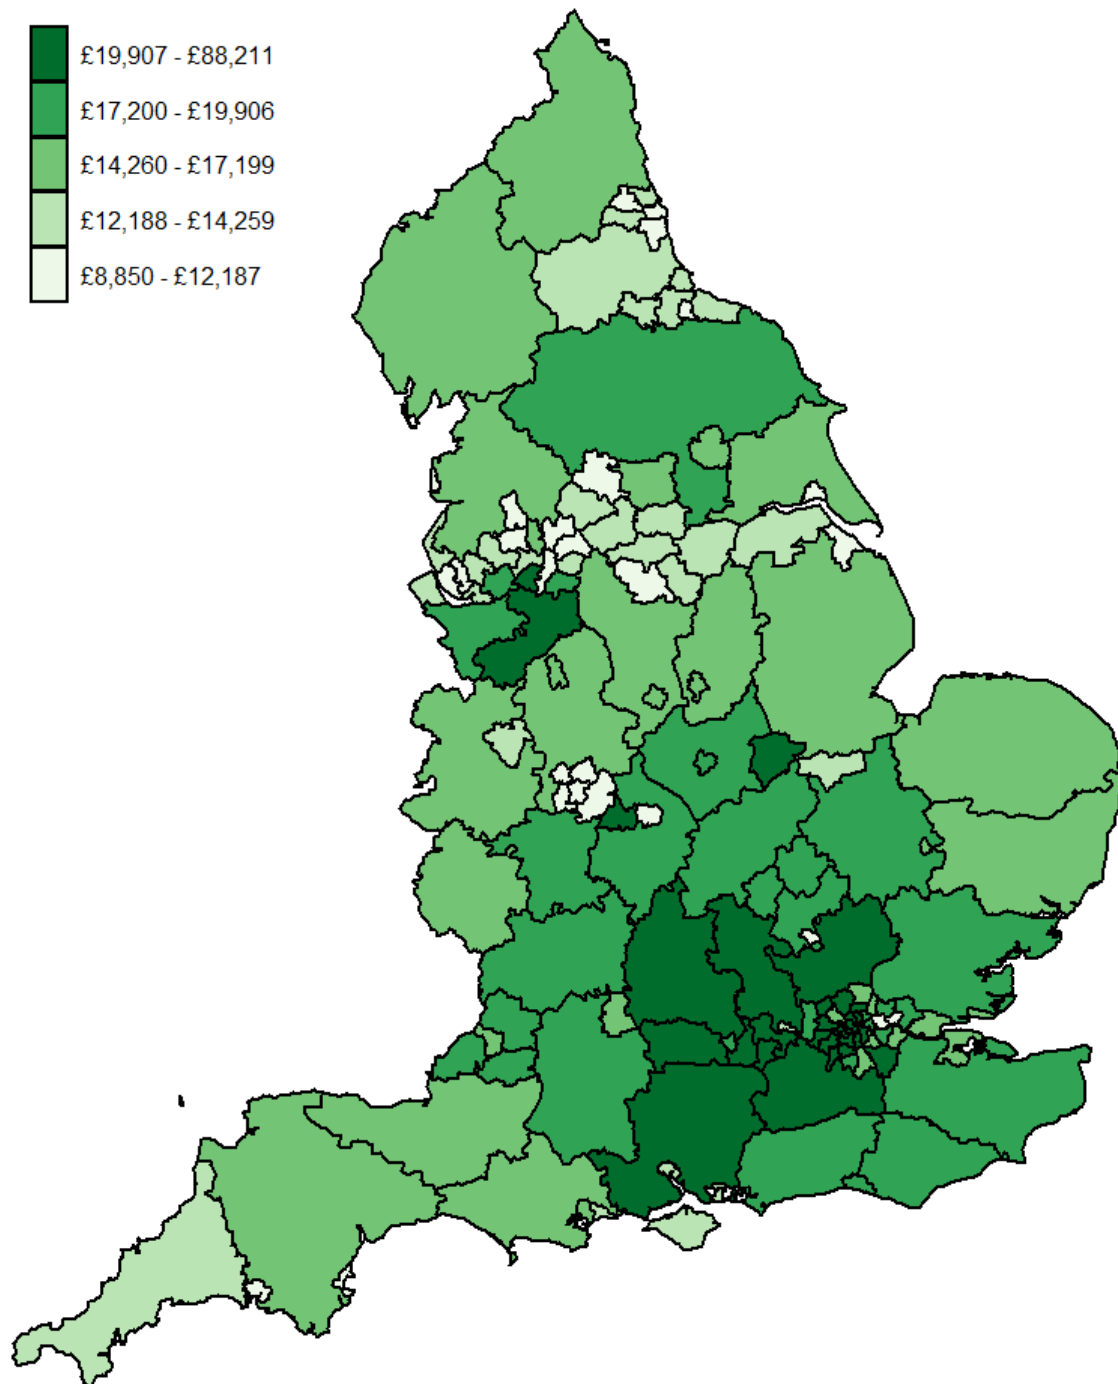 £19,907 - £88,211
£17,200 - £19,906
£14,260 - £17,199
£12,188 - £14,259
£8,850 - £12,187